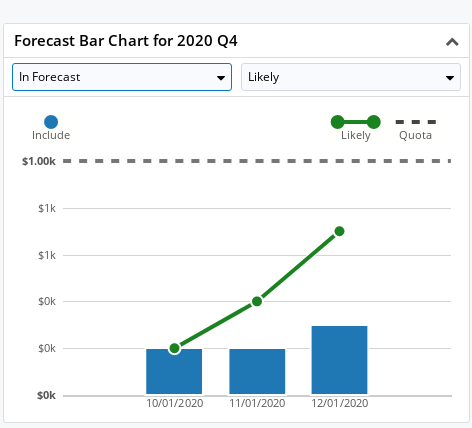 Forecast Bar Chart for 2020 Q4
In Forecast
Likely
Include
Likely
Quota
$1.00k
$1k
$1k
$0k
$0k
$0k
10/01/2020
11/01/2020
12/01/2020